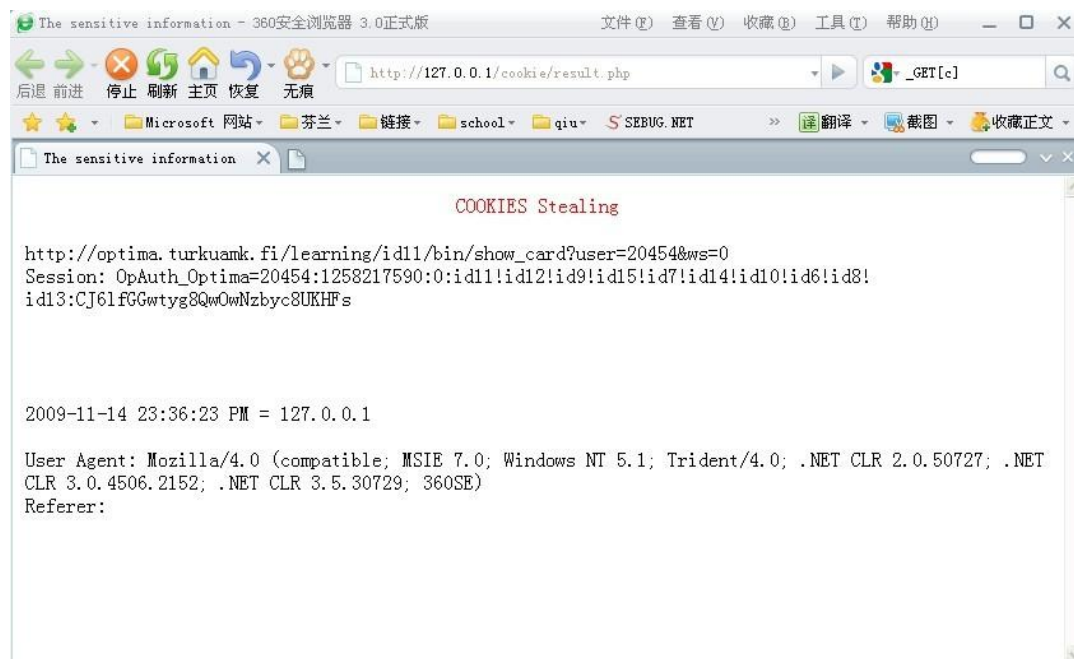 The sensitive information - 360安全浏览器 3.0正式版 文件(F) 查看(V) 收藏(B) 工具(T) 帮助(H)
http://127.0.0.1/cookie/result.php _GET[c]
后退 前进 停止 刷新 主页 恢复 无痕
Microsoft 网站 芬兰 链接 school qiu SEBUG.NET >> 译 翻译 截图 收藏正文
The sensitive information
COOKIES Stealing
http://optima.turkuamk.fi/learning/id11/bin/show_card?user=20454&ws=0
Session: OpAuth_Optima=20454:1258217590:0:id11!id12!id9!id15!id7!id14!id10!id6!id8!
id13:CJ6lfGGwtyg8QwOwNzbyc8UKHFs
2009-11-14 23:36:23 PM = 127.0.0.1
User Agent: Mozilla/4.0 (compatible; MSIE 7.0; Windows NT 5.1; Trident/4.0; .NET CLR 2.0.50727; .NET
CLR 3.0.4506.2152; .NET CLR 3.5.30729; 360SE)
Referer: